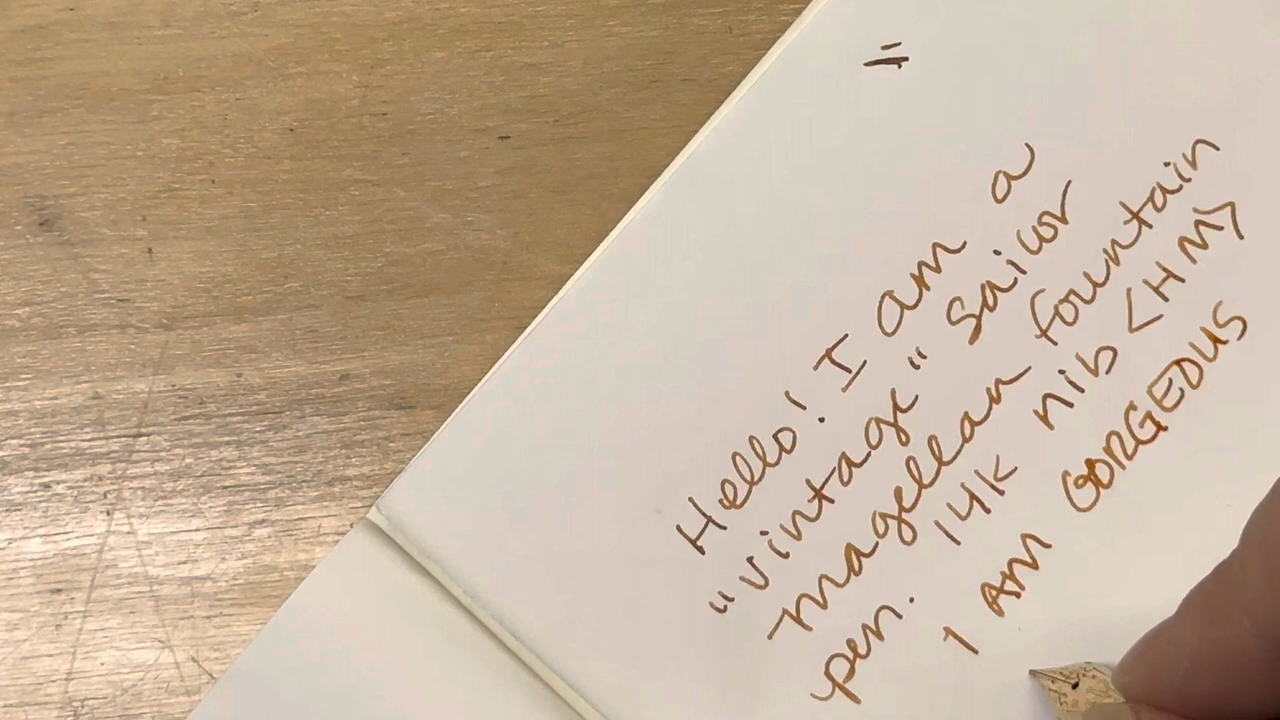 Hello! I am a
"vintage" Sailor
magellan fountain
pen. 14K nib <HM>
I AM GORGEOUS